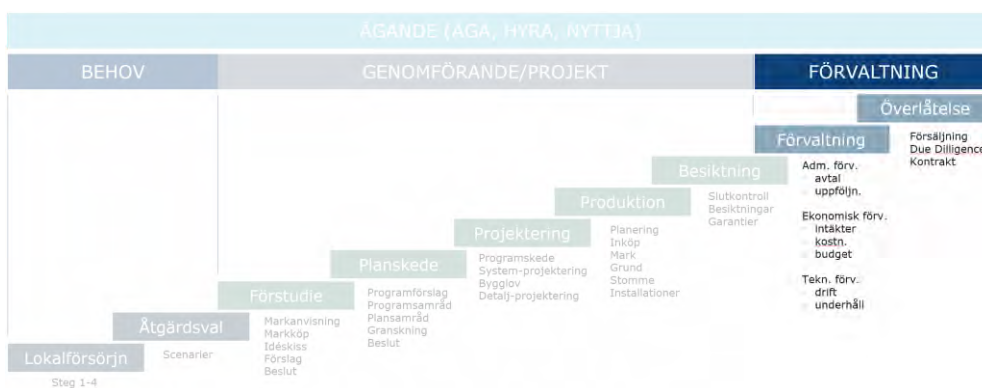 ÄGANDE (ÄGA, HYRA, NYTTJA)
BEHOV
GENOMFÖRANDE/PROJEKT
FÖRVALTNING
Överlåtelse
Försäljning
Due Dilligence
Kontrakt
Förvaltning
Adm. förv.
avtal
uppföljn.
Ekonomisk förv.
intäkter
kostn.
budget
Tekn. förv.
drift
underhåll
Besiktning
Slutkontroll
Besiktningar
Garantier
Produktion
Planering
Inköp
Mark
Grund
Stomme
Installationer
Projektering
Programskede
System-projektering
Bygglov
Detalj-projektering
Planskede
Programförslag
Programsamråd
Plansamråd
Granskning
Beslut
Förstudie
Markanvisning
Markköp
Idéskiss
Förslag
Beslut
Åtgärdsval
Scenarier
Lokalförsörjn
Steg 1-4